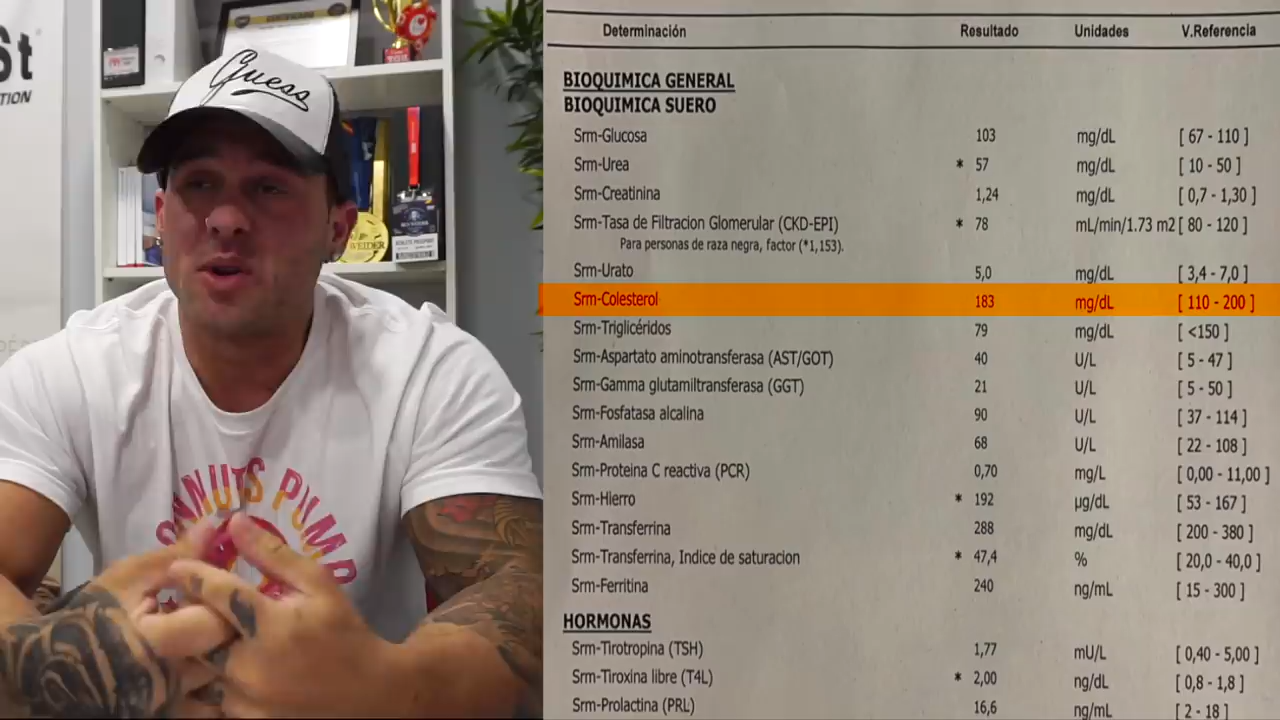 st
TION
Guess
WEIDER
DONNUTS PUMP
Determinación Resultado Unidades V.Referencia
BIOQUIMICA GENERAL
BIOQUIMICA SUERO
Srm-Glucosa 103 mg/dL [ 67 - 110 ]
Srm-Urea * 57 mg/dL [ 10 - 50 ]
Srm-Creatinina 1,24 mg/dL [ 0,7 - 1,30 ]
Srm-Tasa de Filtracion Glomerular (CKD-EPI) * 78 mL/min/1.73 m2 [ 80 - 120 ]
Para personas de raza negra, factor (*1,153).
Srm-Urato 5,0 mg/dL [ 3,4 - 7,0 ]
Srm-Colesterol 183 mg/dL [ 110 - 200 ]
Srm-Triglicéridos 79 mg/dL [ <150 ]
Srm-Aspartato aminotransferasa (AST/GOT) 40 U/L [ 5 - 47 ]
Srm-Gamma glutamiltransferasa (GGT) 21 U/L [ 5 - 50 ]
Srm-Fosfatasa alcalina 90 U/L [ 37 - 114 ]
Srm-Amilasa 68 U/L [ 22 - 108 ]
Srm-Proteina C reactiva (PCR) 0,70 mg/L [ 0,00 - 11,00 ]
Srm-Hierro * 192 µg/dL [ 53 - 167 ]
Srm-Transferrina 288 mg/dL [ 200 - 380 ]
Srm-Transferrina, Indice de saturacion * 47,4 % [ 20,0 - 40,0 ]
Srm-Ferritina 240 ng/mL [ 15 - 300 ]
HORMONAS
Srm-Tirotropina (TSH) 1,77 mU/L [ 0,40 - 5,00 ]
Srm-Tiroxina libre (T4L) * 2,00 ng/dL [ 0,8 - 1,8 ]
Srm-Prolactina (PRL) 16,6 ng/mL [ 2 - 18 ]